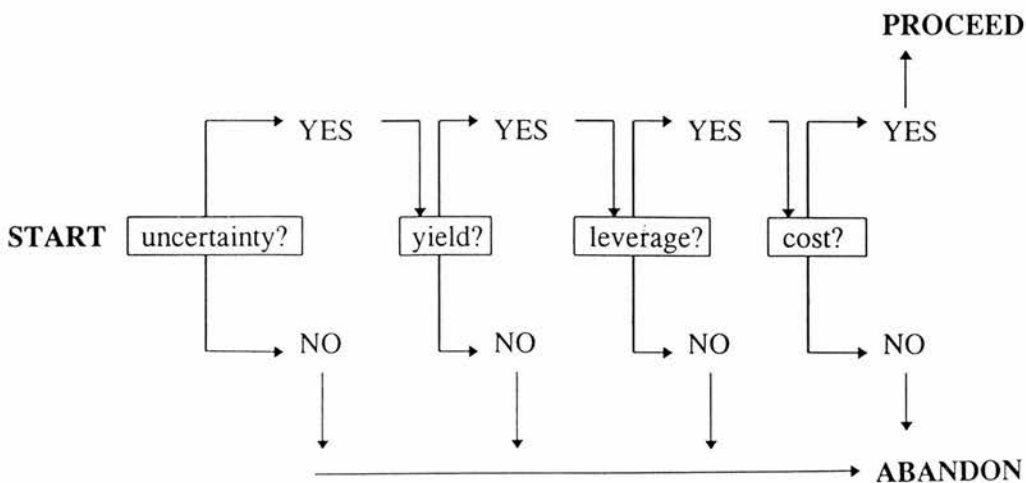 PROCEED
YES YES YES YES
START uncertainty? yield? leverage? cost?
NO NO NO NO
ABANDON